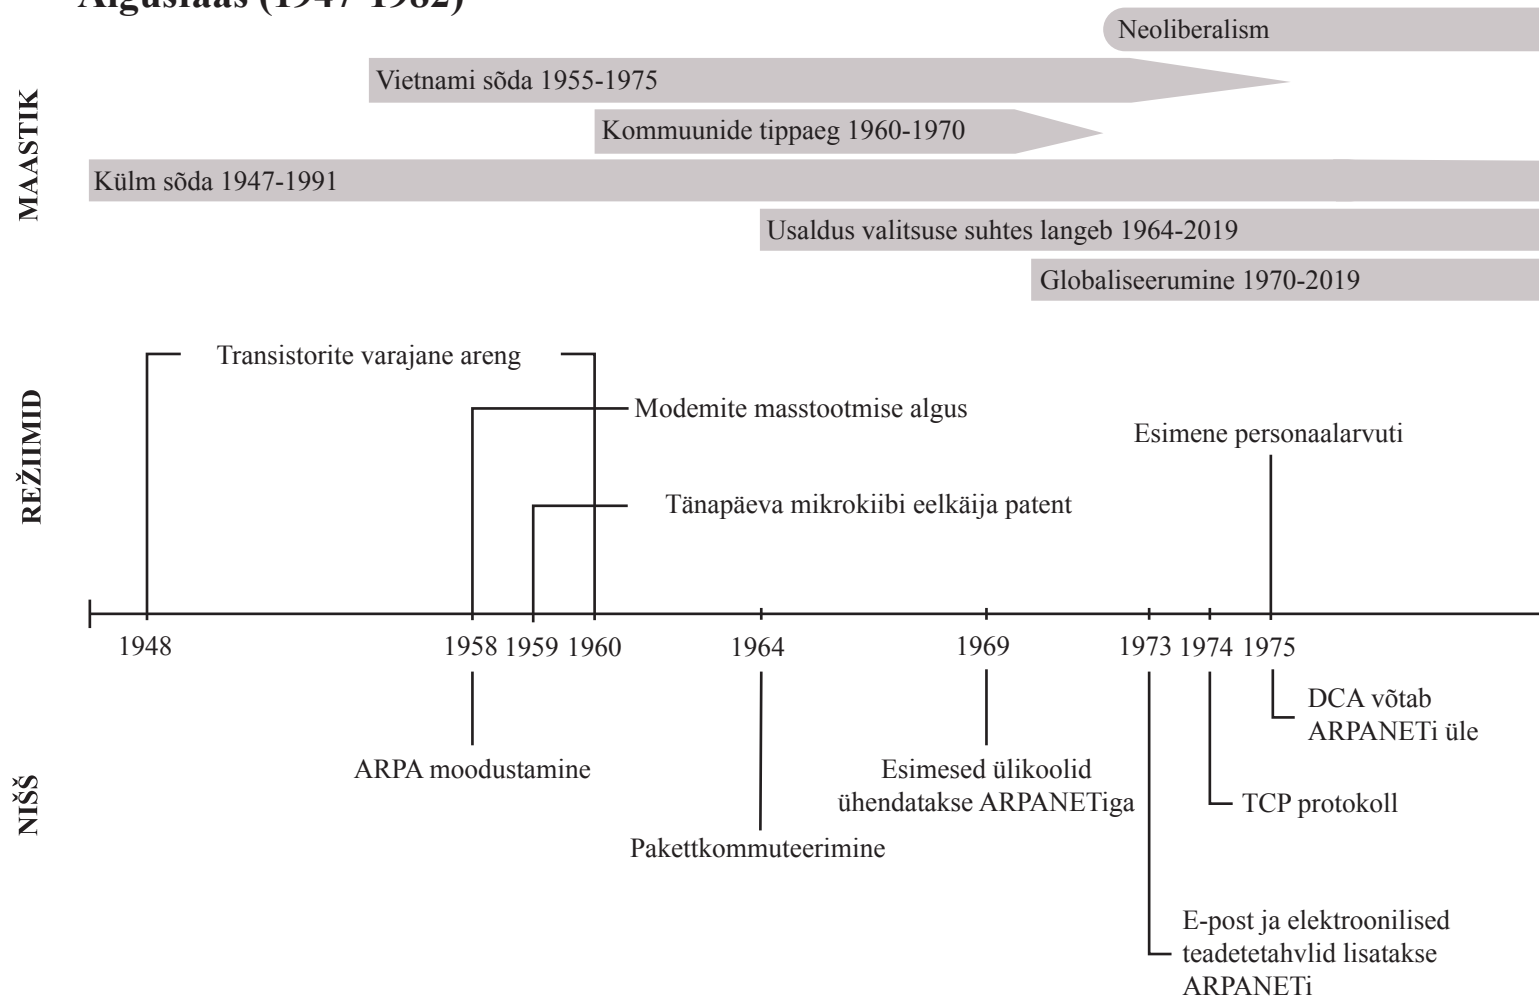 Algusfaas (1947-1982)
Neoliberalism
Vietnami sõda 1955-1975
Kommuunide tippaeg 1960-1970
Külm sõda 1947-1991
Usaldus valitsuse suhtes langeb 1964-2019
Globaliseerumine 1970-2019
MAASTIK
Transistorite varajane areng
Modemite masstootmise algus
Esimene personaalarvuti
Tänapäeva mikrokiibi eelkäija patent
REŽIIMID
1948 1958 1959 1960 1964 1969 1973 1974 1975
DCA võtab
ARPANETi üle
ARPA moodustamine
Esimesed ülikoolid
ühendatakse ARPANETiga
TCP protokoll
Pakettkommuteerimine
NIŠŠ
E-post ja elektroonilised
teadetetahvlid lisatakse
ARPANETi